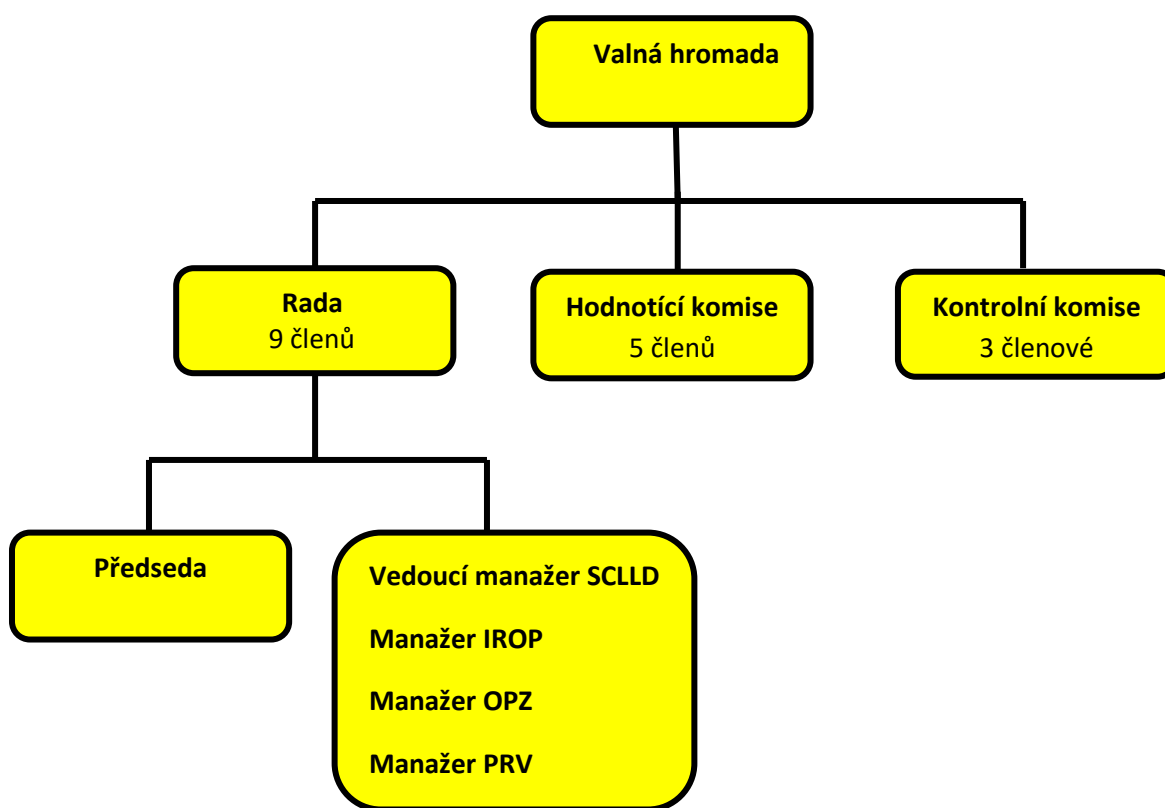 Valná hromada
Rada
9 členů
Hodnotící komise
5 členů
Kontrolní komise
3 členové
Předseda
Vedoucí manažer SCLLD
Manažer IROP
Manažer OPZ
Manažer PRV